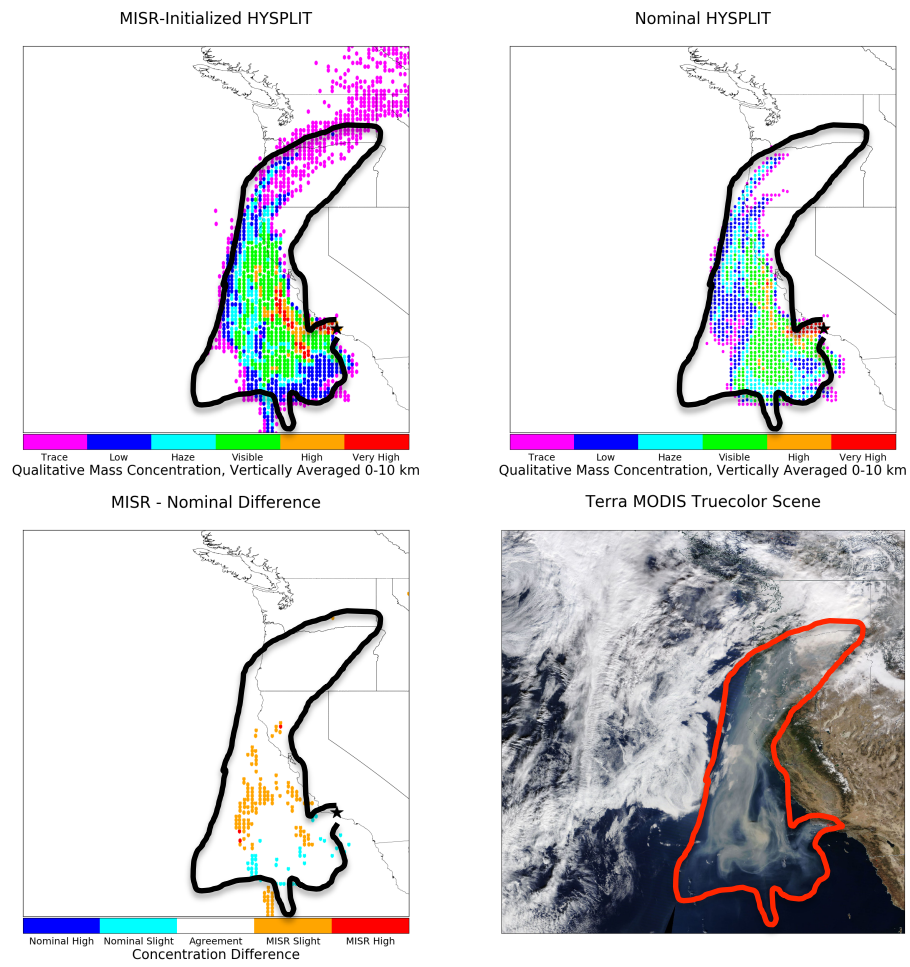 MISR-Initialized HYSPLIT
Nominal HYSPLIT
Trace Low Haze Visible High Very High
Qualitative Mass Concentration, Vertically Averaged 0-10 km
Trace Low Haze Visible High Very High
Qualitative Mass Concentration, Vertically Averaged 0-10 km
MISR - Nominal Difference
Terra MODIS Truecolor Scene
Nominal High Nominal Slight Agreement MISR Slight MISR High
Concentration Difference